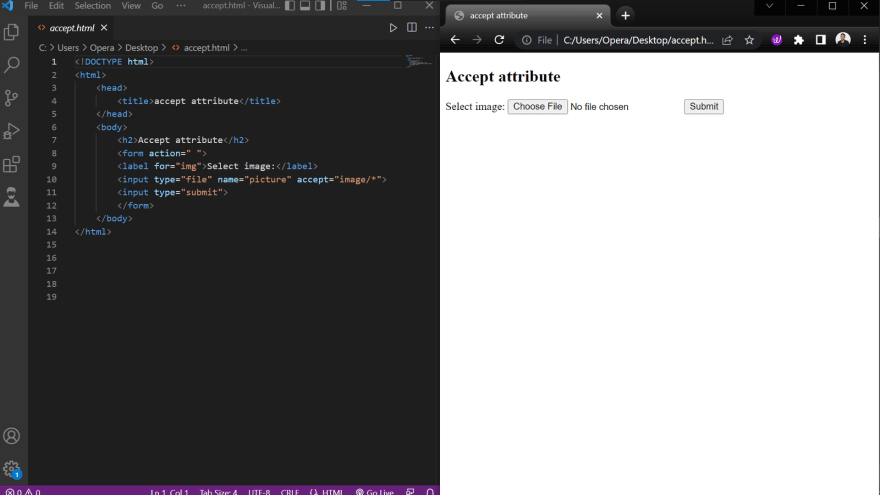 File Edit Selection View Go ··· accept.html - Visual...
accept.html
C: > Users > Opera > Desktop > accept.html > ...
1 <!DOCTYPE html>
2 <html>
3 <head>
4 <title>accept attribute</title>
5 </head>
6 <body>
7 <h2>Accept attribute</h2>
8 <form action=" ">
9 <label for="img">Select image:</label>
10 <input type="file" name="picture" accept="image/*">
11 <input type="submit">
12 </form>
13 </body>
14 </html>
15
16
17
18
19
1
0 0 Ln 1, Col 1 Tab Size: 4 UTF-8 CRLF HTML Go Live
accept attribute
File | C:/Users/Opera/Desktop/accept.h...
Accept attribute
Select image: Choose File No file chosen Submit